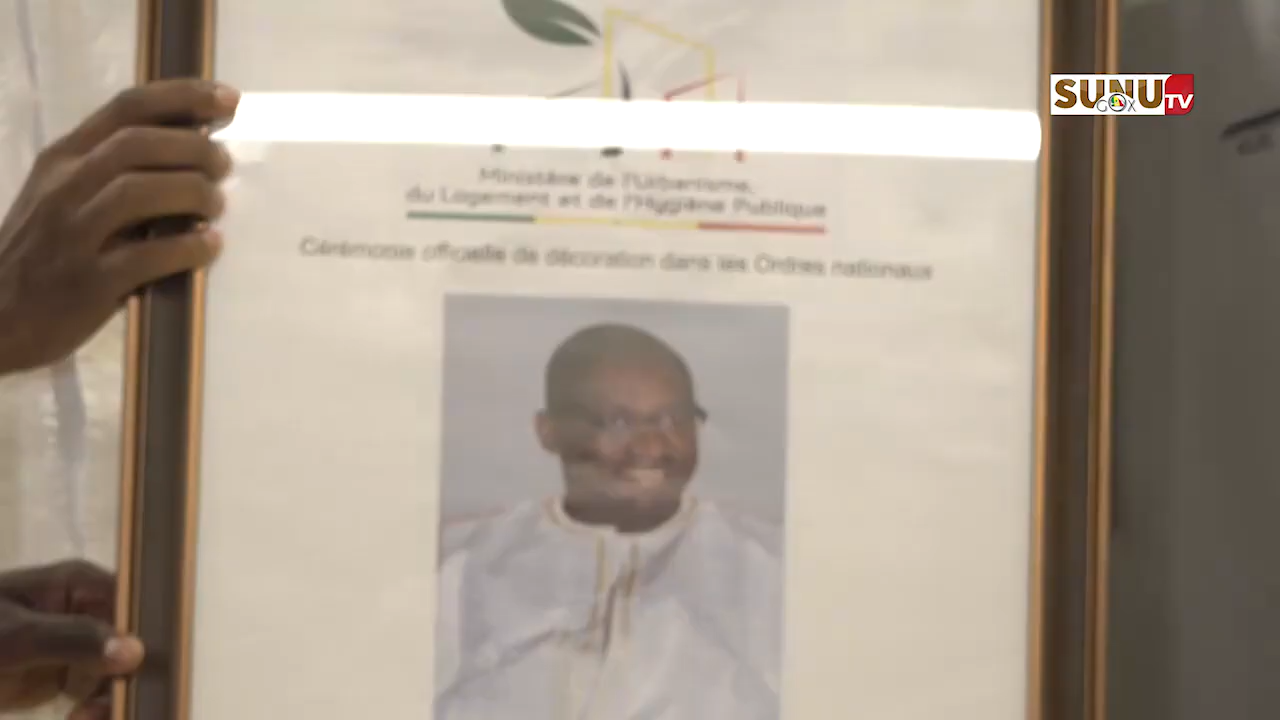 SUNU
GOX
TV
Ministère de l'Urbanisme,
du Logement et de l'Hygiène Publique
Cérémonie officielle de décoration dans les Ordres nationaux